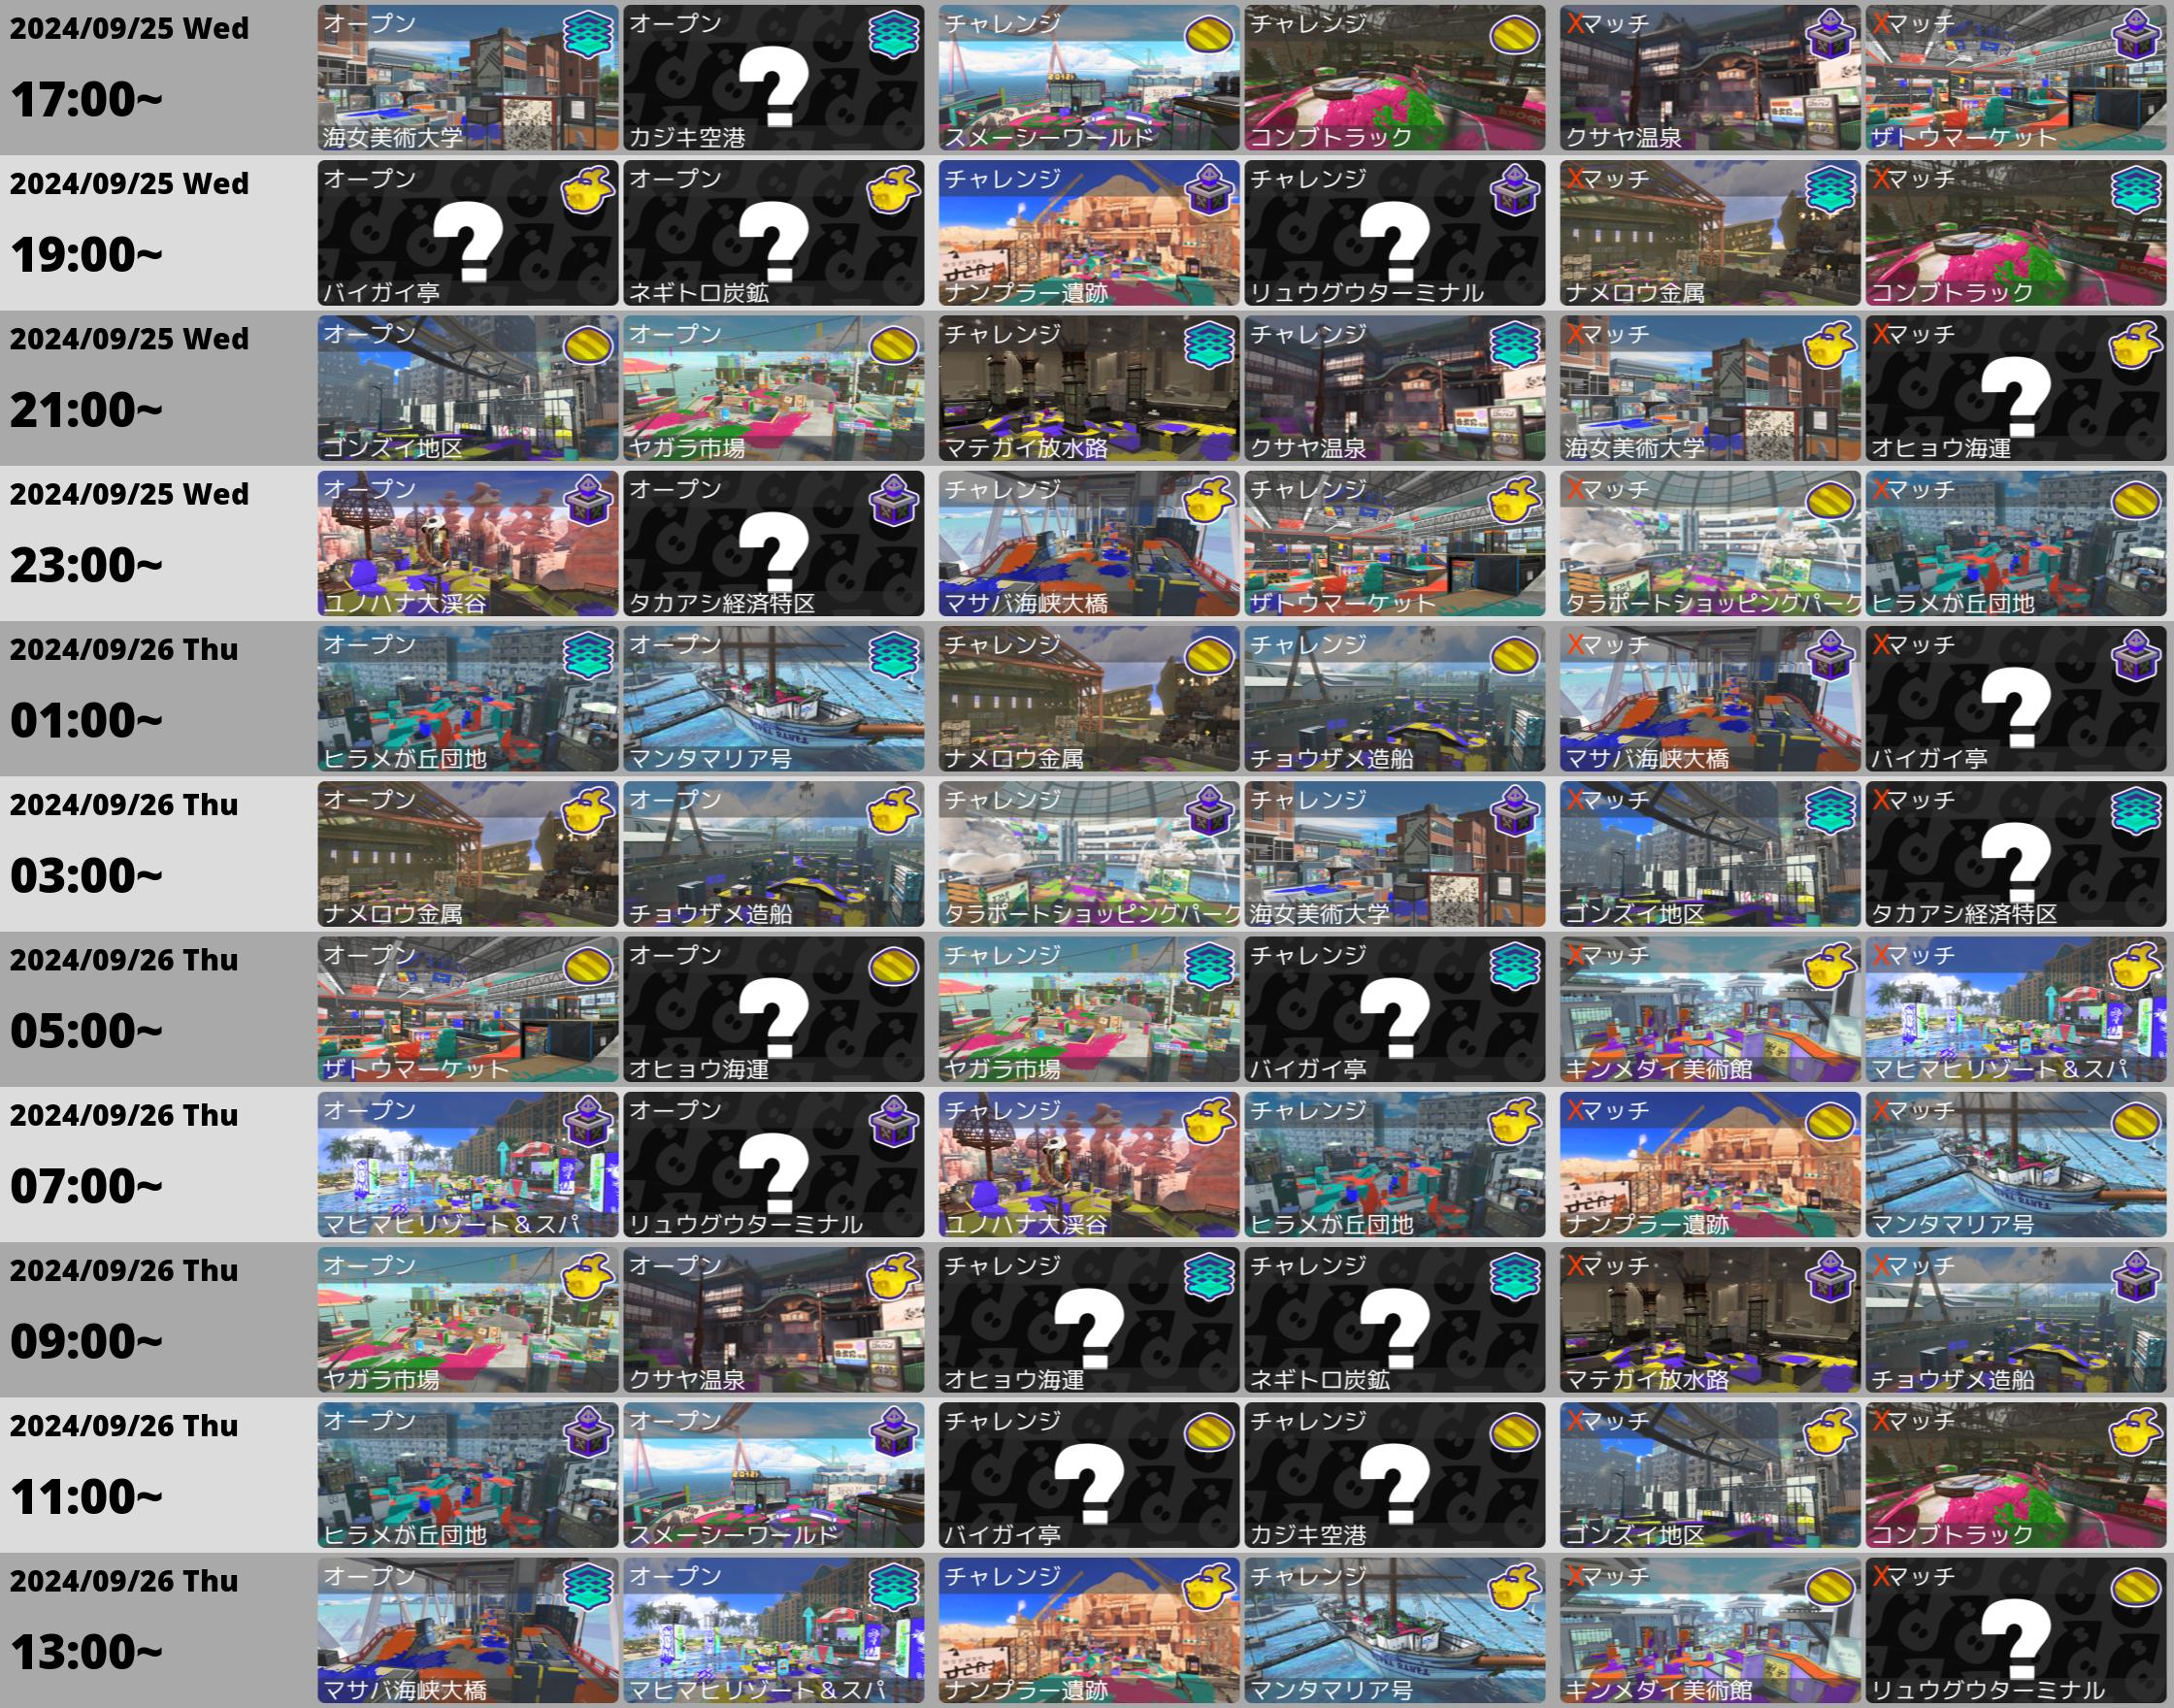 2024/09/25 Wed
17:00~
オープン
海女美術大学
オープン
カジキ空港
チャレンジ
スメーシーワールド
チャレンジ
コンブトラック
Xマッチ
クサヤ温泉
Xマッチ
ザトウマーケット
2024/09/25 Wed
19:00~
オープン
バイガイ亭
オープン
ネギトロ炭鉱
チャレンジ
ナンプラー遺跡
チャレンジ
リュウグウターミナル
Xマッチ
ナメロウ金属
Xマッチ
コンブトラック
2024/09/25 Wed
21:00~
オープン
ゴンズイ地区
オープン
ヤガラ市場
チャレンジ
マテガイ放水路
チャレンジ
クサヤ温泉
Xマッチ
海女美術大学
Xマッチ
オヒョウ海運
2024/09/25 Wed
23:00~
オープン
ユノハナ大渓谷
オープン
タカアシ経済特区
チャレンジ
マサバ海峡大橋
チャレンジ
ザトウマーケット
Xマッチ
タラポートショッピングパーク
Xマッチ
ヒラメが丘団地
2024/09/26 Thu
01:00~
オープン
ヒラメが丘団地
オープン
マンタマリア号
チャレンジ
ナメロウ金属
チャレンジ
チョウザメ造船
Xマッチ
マサバ海峡大橋
Xマッチ
バイガイ亭
2024/09/26 Thu
03:00~
オープン
ナメロウ金属
オープン
チョウザメ造船
チャレンジ
タラポートショッピングパーク
チャレンジ
海女美術大学
Xマッチ
ゴンズイ地区
Xマッチ
タカアシ経済特区
2024/09/26 Thu
05:00~
オープン
ザトウマーケット
オープン
オヒョウ海運
チャレンジ
ヤガラ市場
チャレンジ
バイガイ亭
Xマッチ
キンメダイ美術館
Xマッチ
マヒマヒリゾート&スパ
2024/09/26 Thu
07:00~
オープン
マヒマヒリゾート&スパ
オープン
リュウグウターミナル
チャレンジ
ユノハナ大渓谷
チャレンジ
ヒラメが丘団地
Xマッチ
ナンプラー遺跡
Xマッチ
マンタマリア号
2024/09/26 Thu
09:00~
オープン
ヤガラ市場
オープン
クサヤ温泉
チャレンジ
オヒョウ海運
チャレンジ
ネギトロ炭鉱
Xマッチ
マテガイ放水路
Xマッチ
チョウザメ造船
2024/09/26 Thu
11:00~
オープン
ヒラメが丘団地
オープン
スメーシーワールド
チャレンジ
バイガイ亭
チャレンジ
カジキ空港
Xマッチ
ゴンズイ地区
Xマッチ
コンブトラック
2024/09/26 Thu
13:00~
オープン
マサバ海峡大橋
オープン
マヒマヒリゾート&スパ
チャレンジ
ナンプラー遺跡
チャレンジ
マンタマリア号
Xマッチ
キンメダイ美術館
Xマッチ
リュウグウターミナル